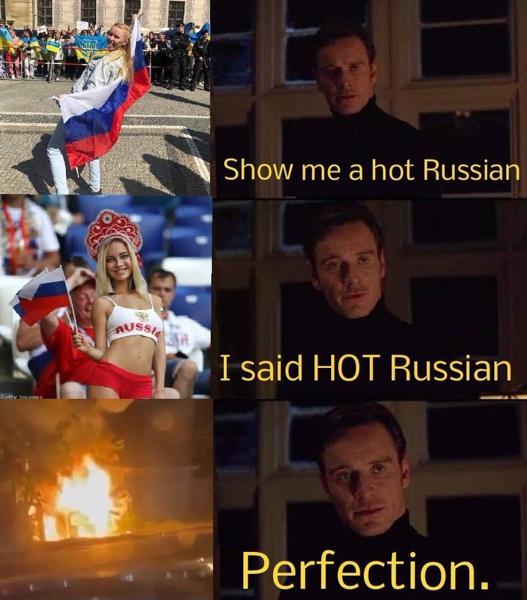 Show me a hot Russian
RUSSIA
I said HOT Russian
Getty Images
Perfection.